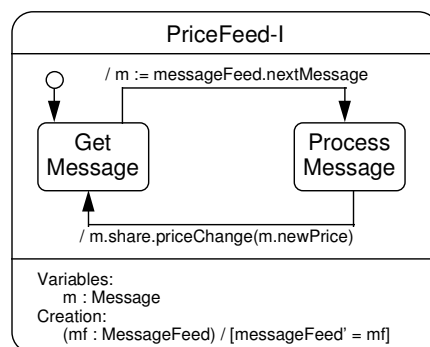 PriceFeed-I
/ m := messageFeed.nextMessage
Get
Message
Process
Message
/ m.share.priceChange(m.newPrice)
Variables:
m : Message
Creation:
(mf : MessageFeed) / [messageFeed' = mf]